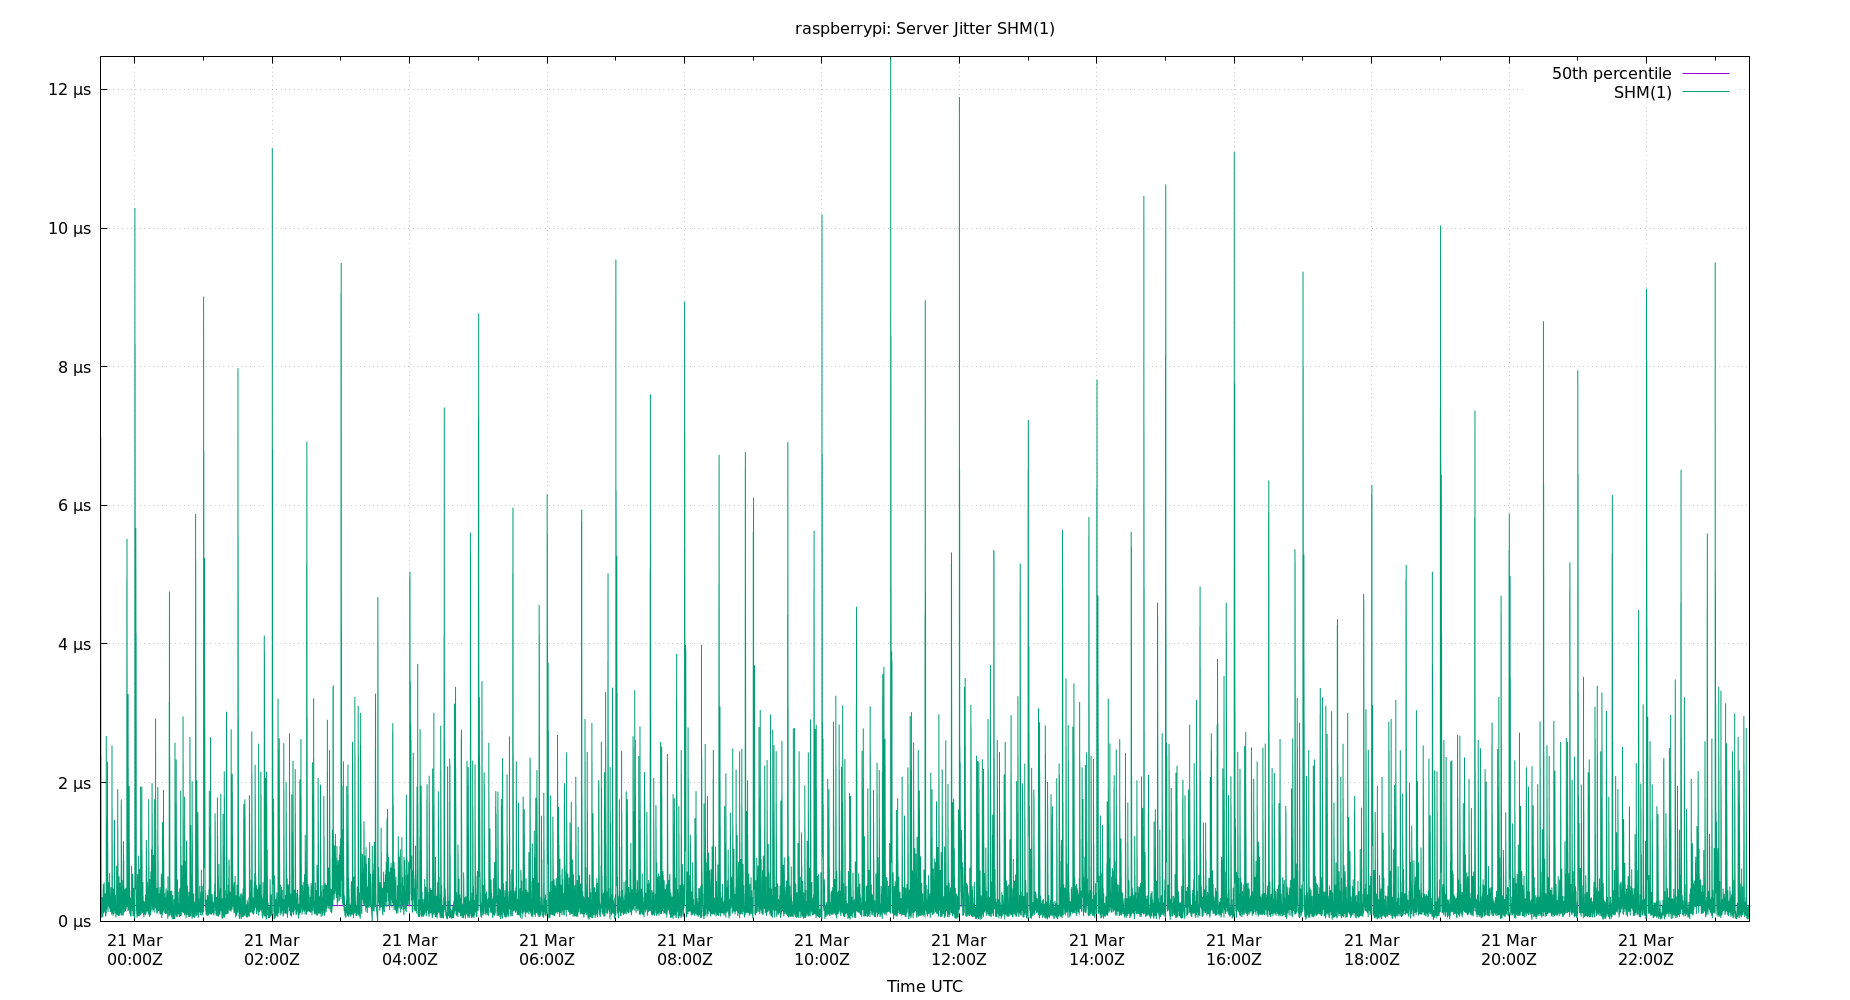 raspberrypi: Server Jitter SHM(1)
50th percentile
SHM(1)
12 µs
10 µs
8 µs
6 µs
4 µs
2 µs
0 µs
21 Mar 21 Mar 21 Mar 21 Mar 21 Mar 21 Mar 21 Mar 21 Mar 21 Mar 21 Mar 21 Mar 21 Mar
00:00Z 02:00Z 04:00Z 06:00Z 08:00Z 10:00Z 12:00Z 14:00Z 16:00Z 18:00Z 20:00Z 22:00Z
Time UTC